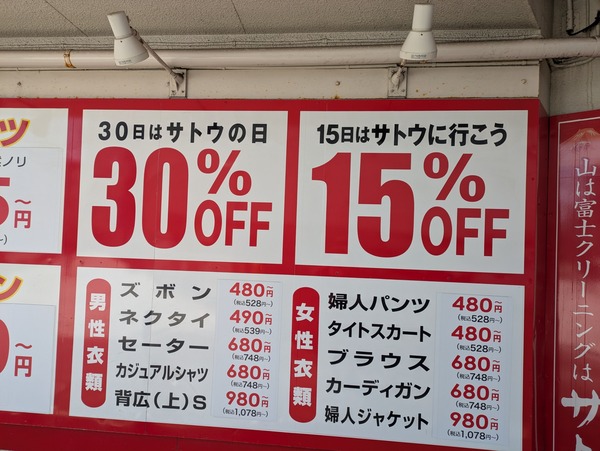 30日はサトウの日
30%OFF
15日はサトウに行こう
15%OFF
ツ
ノリ
5~円
~)
ン
0~円
男性衣類
ズボン 480円~
(税込528円~)
ネクタイ 490円~
(税込539円~)
セーター 680円~
(税込748円~)
カジュアルシャツ 680円~
(税込748円~)
背広(上)S 980円~
(税込1,078円~)
女性衣類
婦人パンツ 480円~
(税込528円~)
タイトスカート 480円~
(税込528円~)
ブラウス 680円~
(税込748円~)
カーディガン 680円~
(税込748円~)
婦人ジャケット 980円~
(税込1,078円~)
山は富士クリーニングは
サト